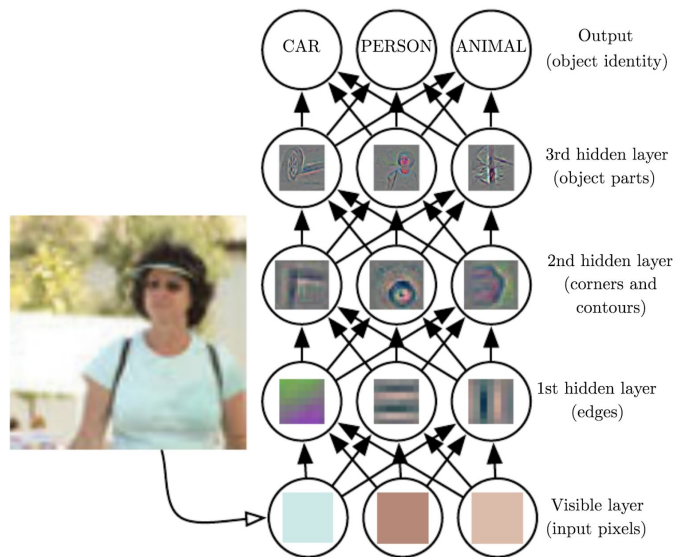 CAR
PERSON
ANIMAL
Output
(object identity)
3rd hidden layer
(object parts)
2nd hidden layer
(corners and
contours)
1st hidden layer
(edges)
Visible layer
(input pixels)